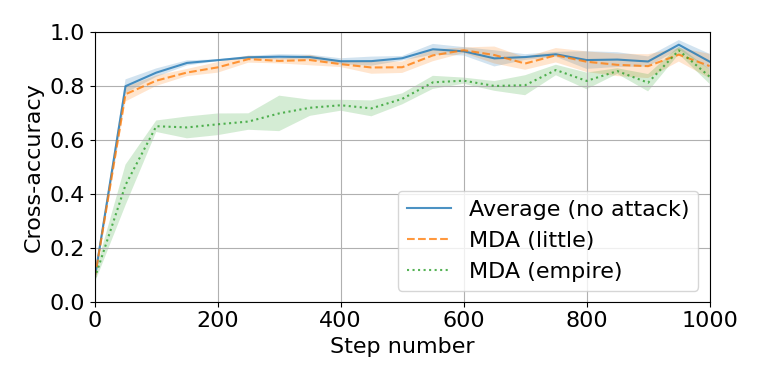 1.0
0.8
0.6
0.4
0.2
0.0
Cross-accuracy
Average (no attack)
MDA (little)
MDA (empire)
0 200 400 600 800 1000
Step number